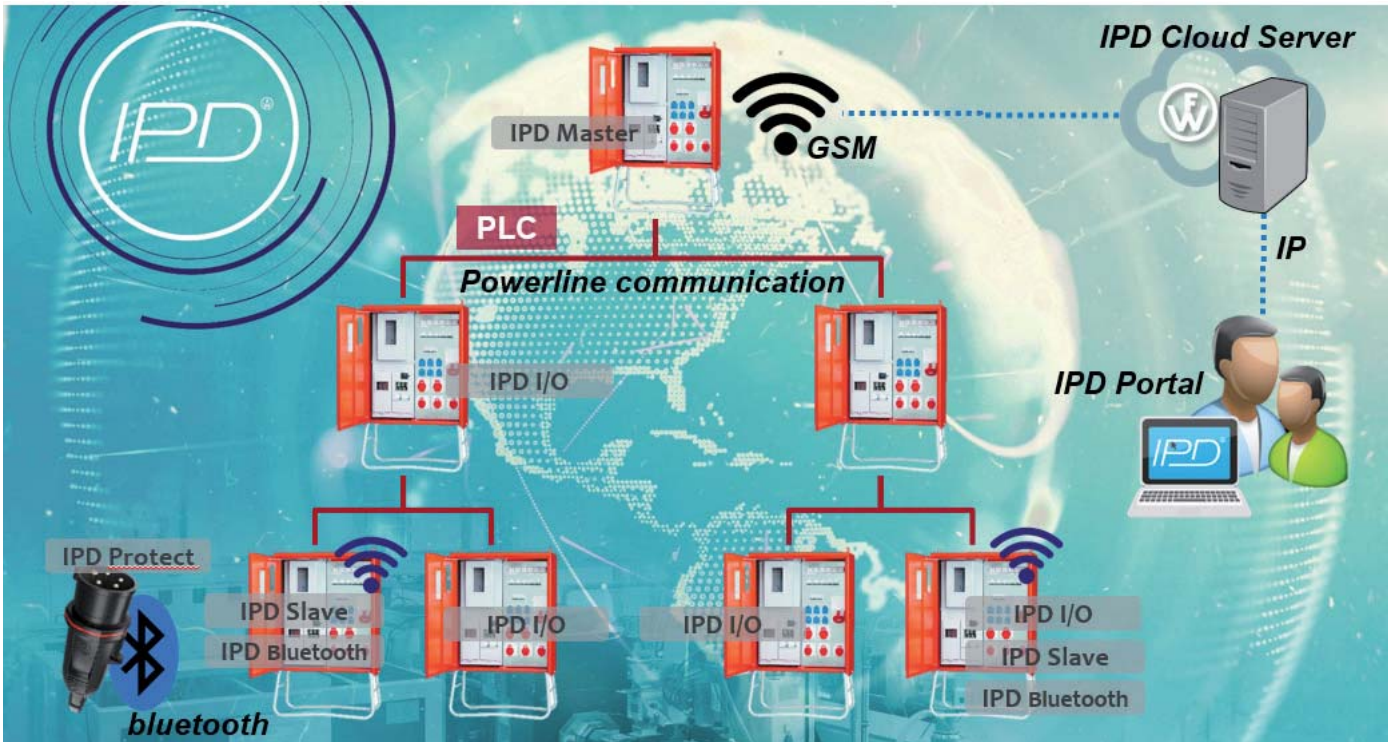 IPD®
IPD Cloud Server
FW
IPD Master
GSM
PLC
IP
Powerline communication
IPD I/O
IPD Portal
IPD®
IPD Protect
IPD Slave
IPD Bluetooth
IPD I/O
IPD I/O
IPD I/O
IPD Slave
IPD Bluetooth
bluetooth